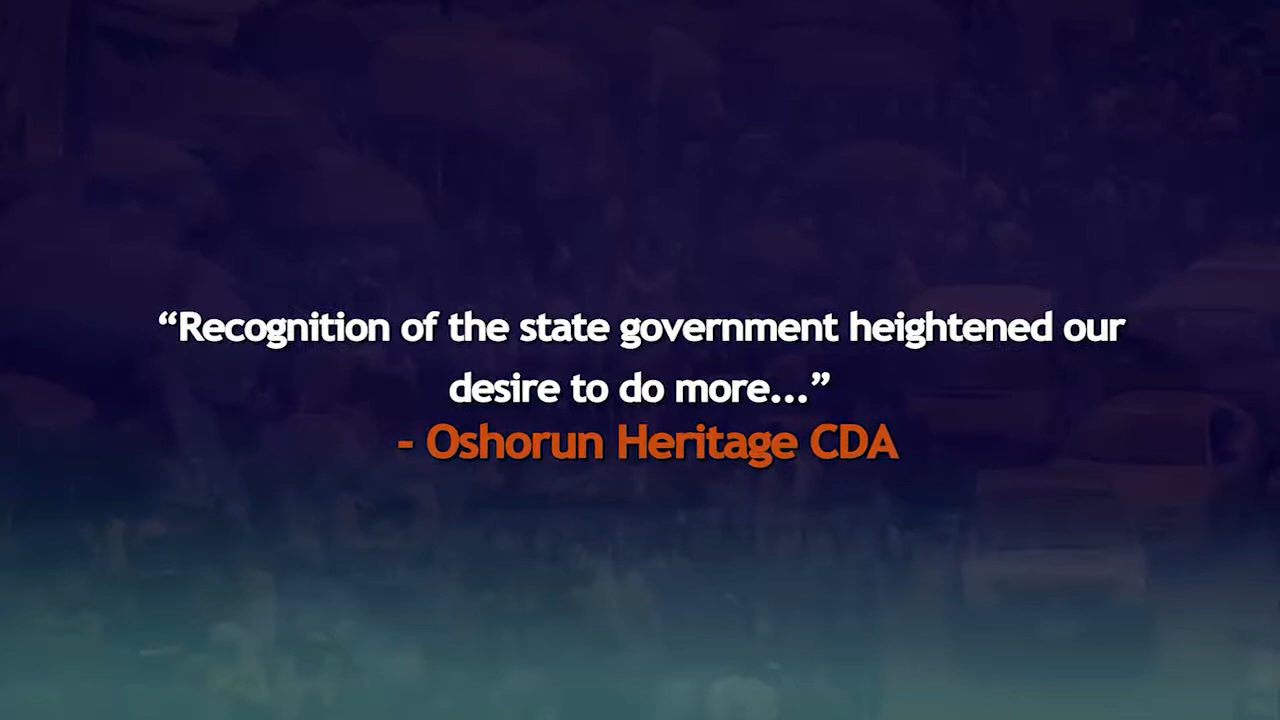 “Recognition of the state government heightened our
desire to do more...”
- Oshorun Heritage CDA